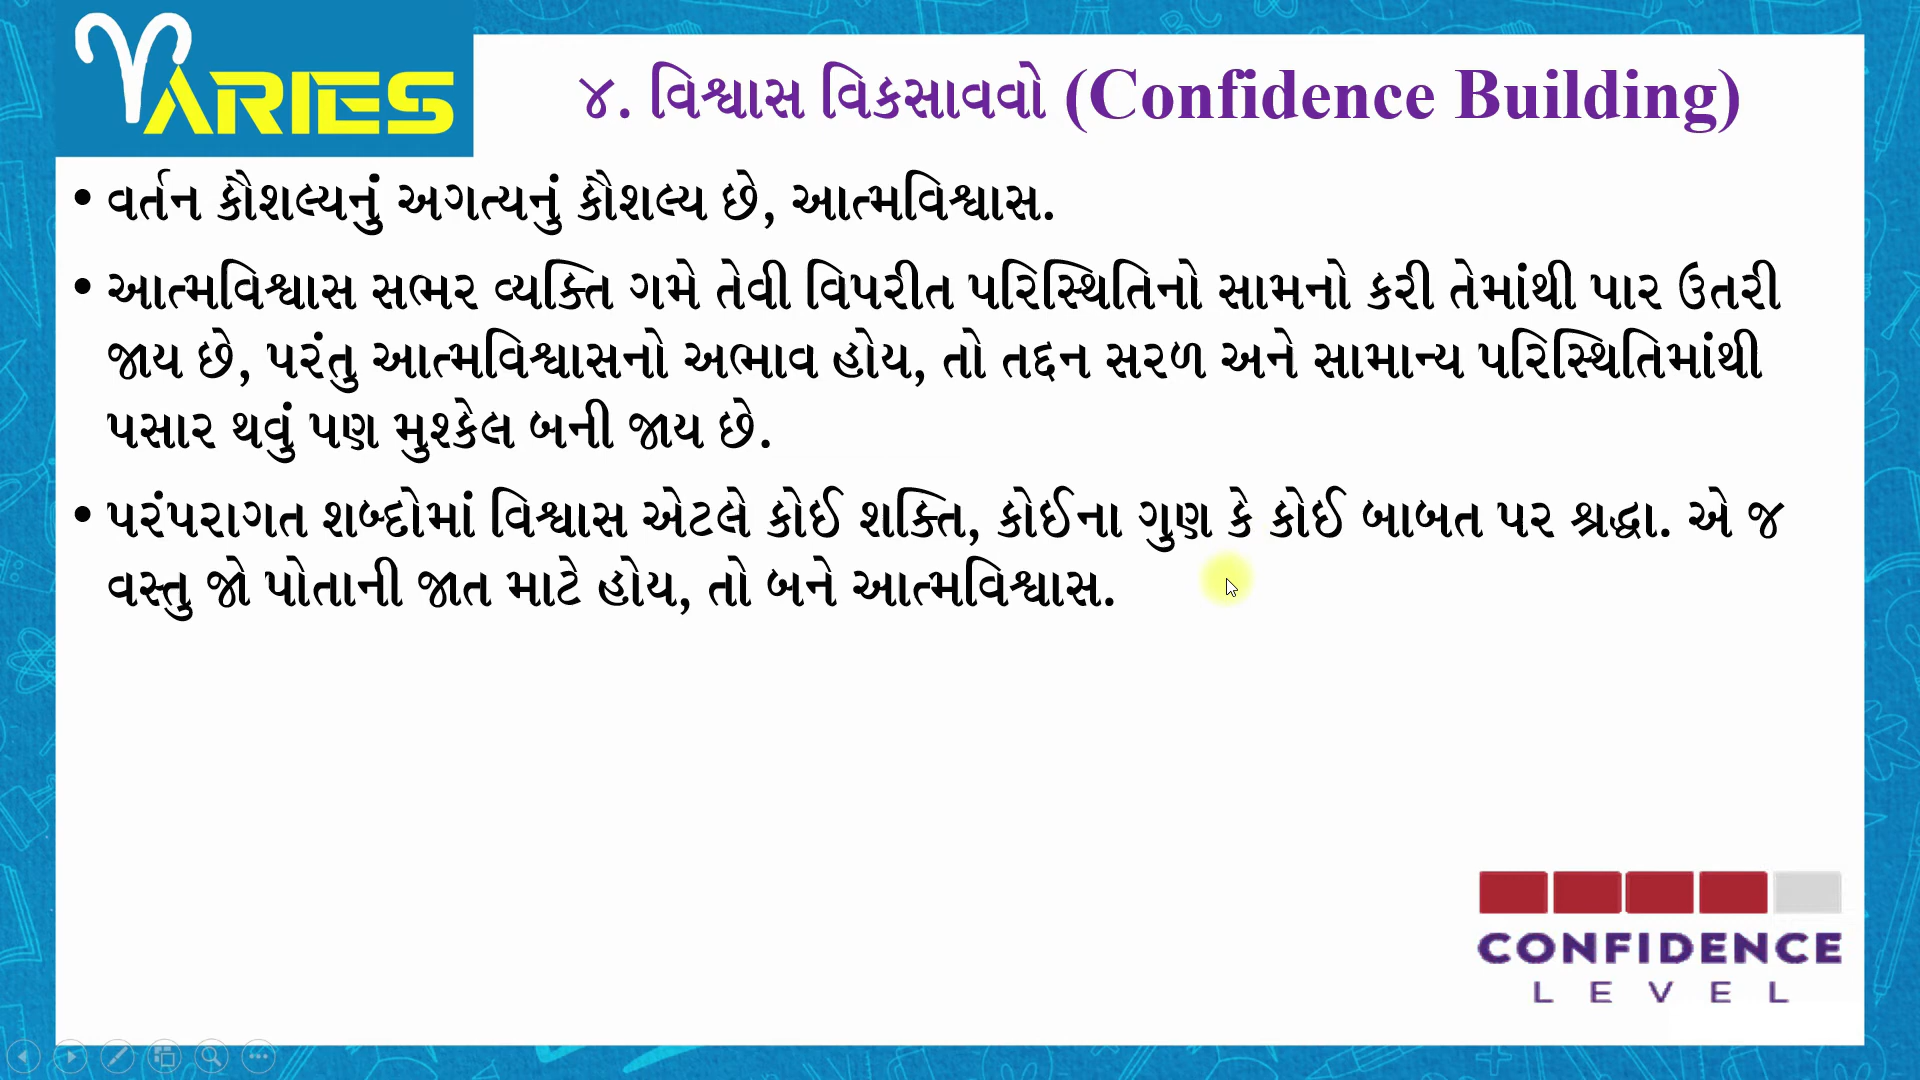 ARIES
૪. વિશ્વાસ વિકસાવવો (Confidence Building)
• વર્તન કૌશલ્યનું અગત્યનું કૌશલ્ય છે, આત્મવિશ્વાસ.
• આત્મવિશ્વાસ સભર વ્યક્તિ ગમે તેવી વિપરીત પરિસ્થિતિનો સામનો કરી તેમાંથી પાર ઉતરી
જાય છે, પરંતુ આત્મવિશ્વાસનો અભાવ હોય, તો તદ્દન સરળ અને સામાન્ય પરિસ્થિતિમાંથી
પસાર થવું પણ મુશ્કેલ બની જાય છે.
• પરંપરાગત શબ્દોમાં વિશ્વાસ એટલે કોઈ શક્તિ, કોઈના ગુણ કે કોઈ બાબત પર શ્રદ્ધા. એ જ
વસ્તુ જો પોતાની જાત માટે હોય, તો બને આત્મવિશ્વાસ.
CONFIDENCE
LEVEL